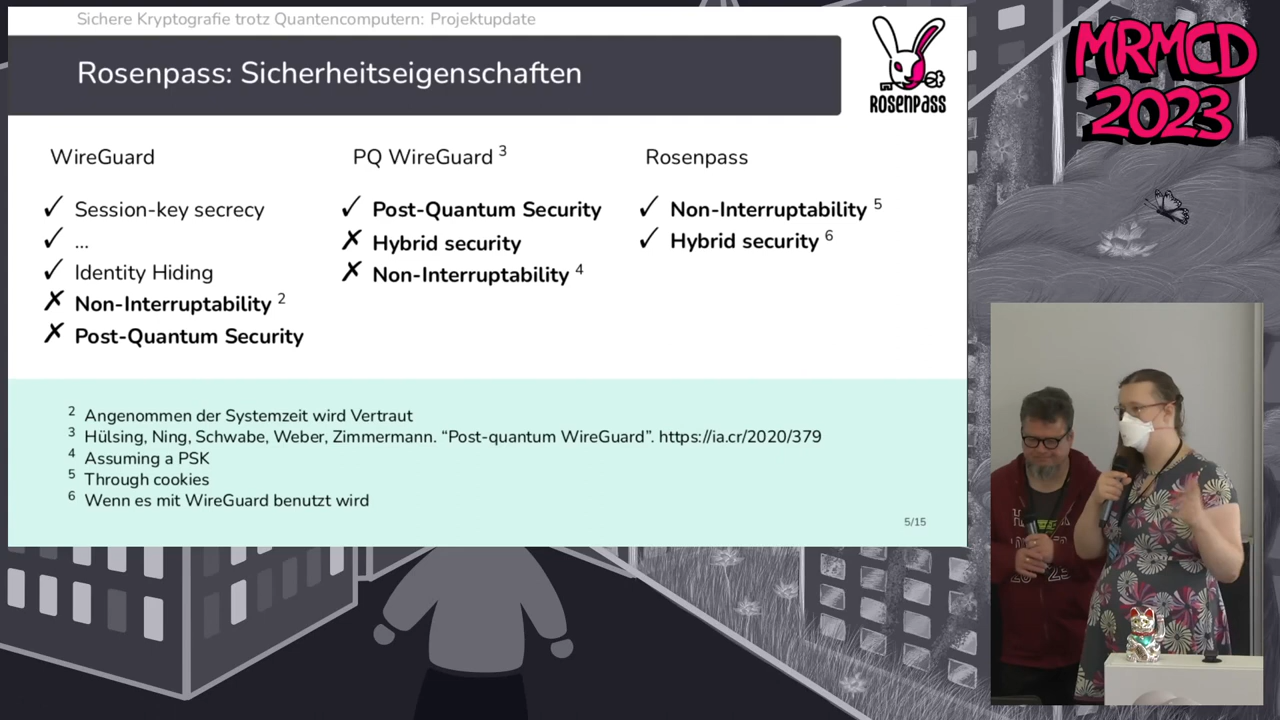 Sichere Kryptografie trotz Quantencomputern: Projektupdate
Rosenpass: Sicherheitseigenschaften
ROSENPASS
MRMCD
2023
WireGuard
✓ Session-key secrecy
✓ ...
✓ Identity Hiding
✗ Non-Interruptability 2
✗ Post-Quantum Security
PQ WireGuard 3
✓ Post-Quantum Security
✗ Hybrid security
✗ Non-Interruptability 4
Rosenpass
✓ Non-Interruptability 5
✓ Hybrid security 6
2 Angenommen der Systemzeit wird Vertraut
3 Hülsing, Ning, Schwabe, Weber, Zimmermann. “Post-quantum WireGuard”. https://ia.cr/2020/379
4 Assuming a PSK
5 Through cookies
6 Wenn es mit WireGuard benutzt wird
5/15